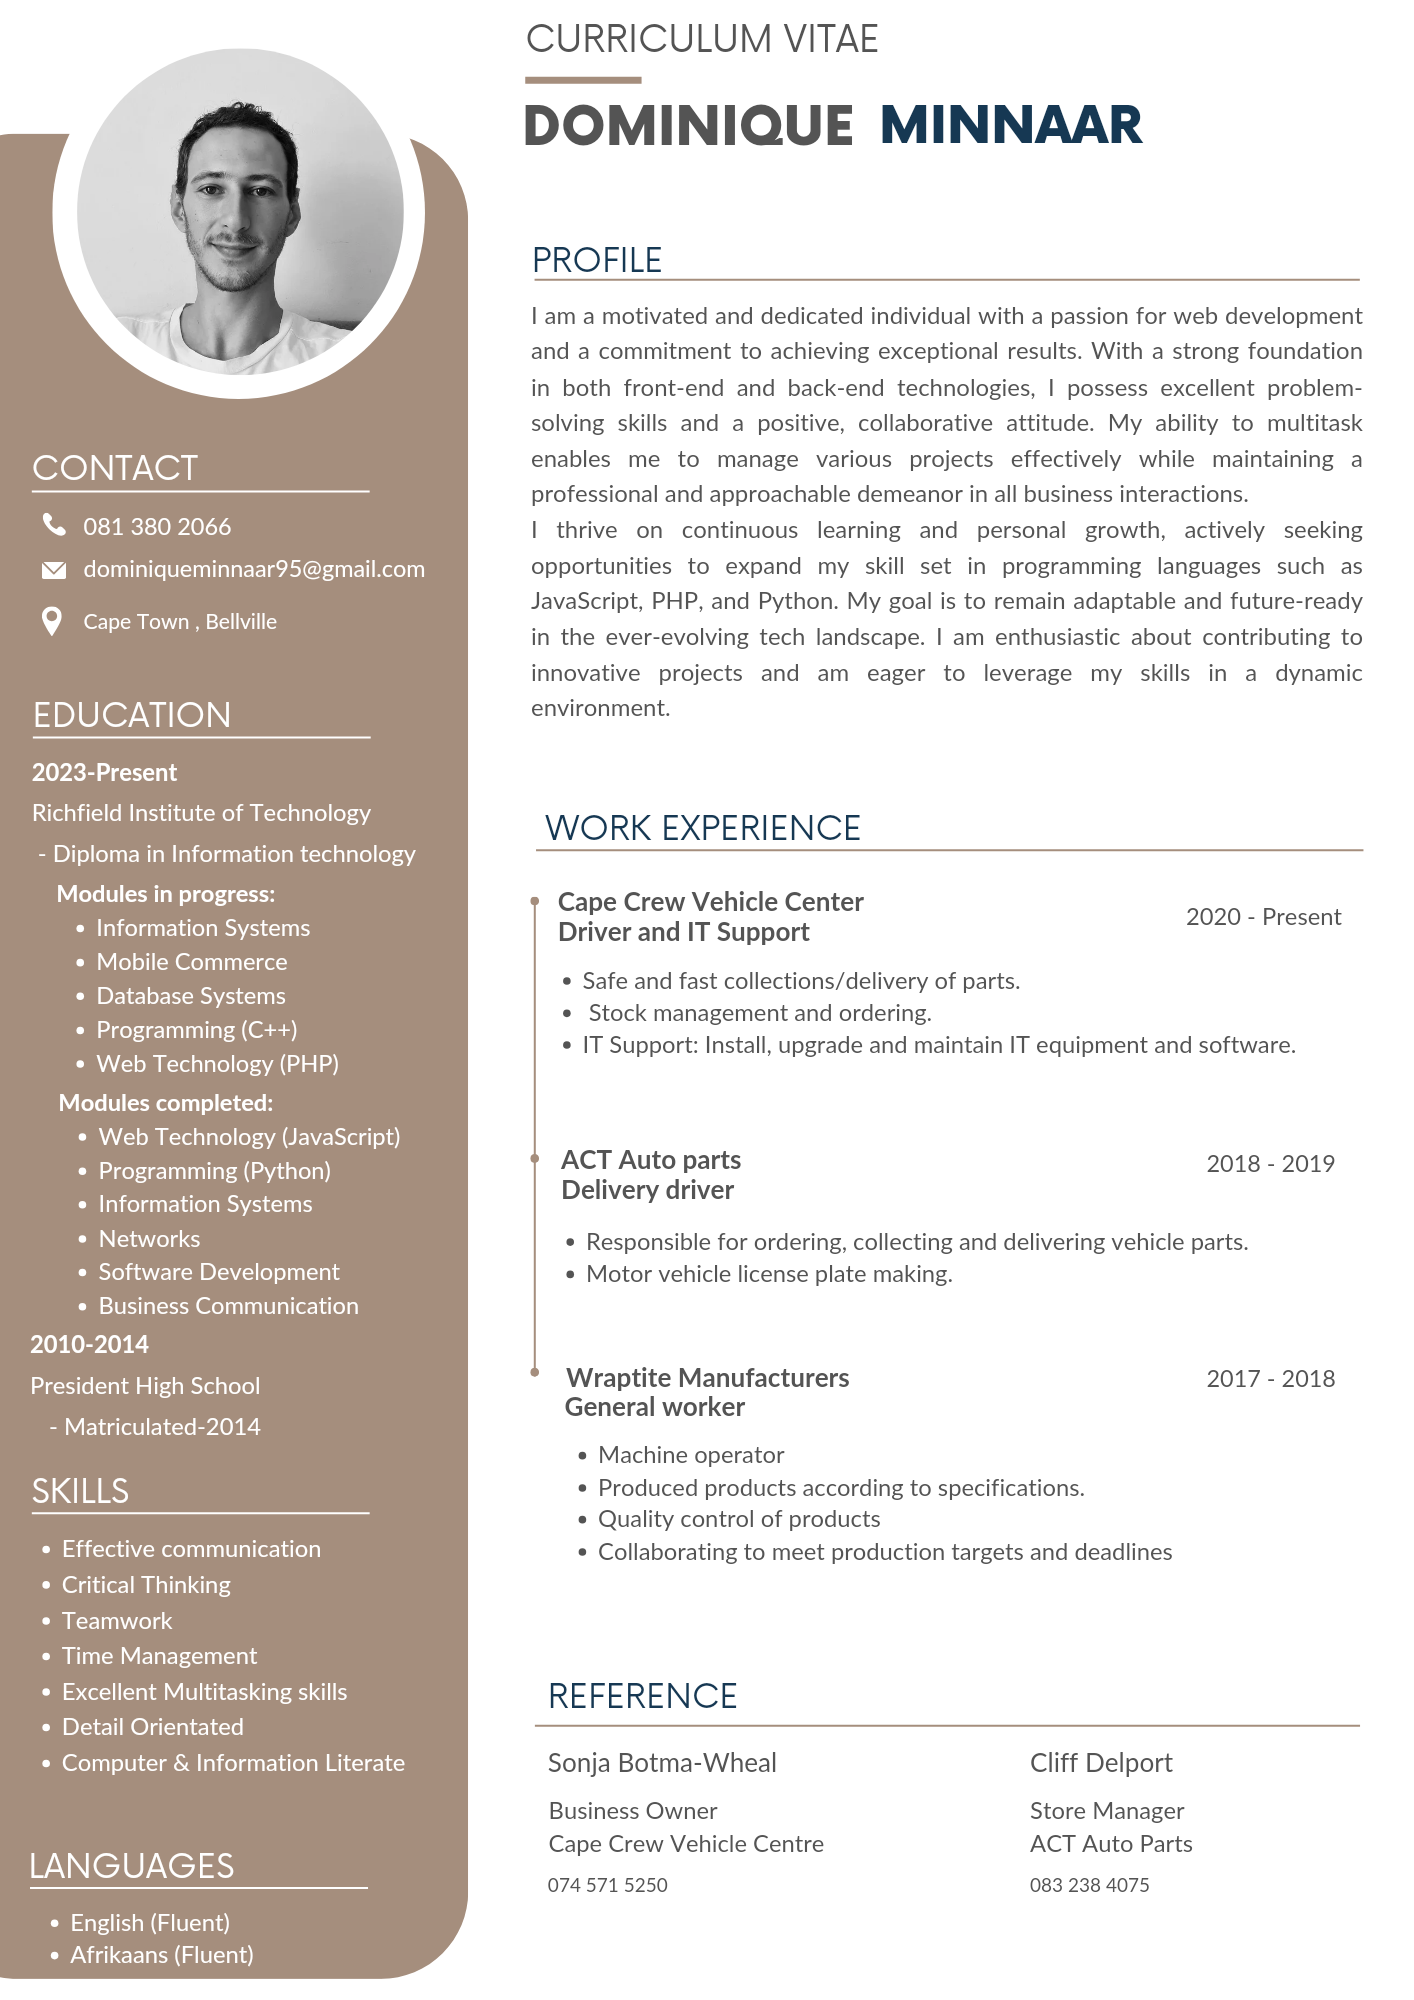 CURRICULUM VITAE
DOMINIQUE MINNAAR
CONTACT
081 380 2066
dominiqueminnaar95@gmail.com
Cape Town , Bellville
EDUCATION
2023-Present
Richfield Institute of Technology
- Diploma in Information technology
Modules in progress:
• Information Systems
• Mobile Commerce
• Database Systems
• Programming (C++)
• Web Technology (PHP)
Modules completed:
• Web Technology (JavaScript)
• Programming (Python)
• Information Systems
• Networks
• Software Development
• Business Communication
2010-2014
President High School
- Matriculated-2014
SKILLS
• Effective communication
• Critical Thinking
• Teamwork
• Time Management
• Excellent Multitasking skills
• Detail Orientated
• Computer & Information Literate
LANGUAGES
• English (Fluent)
• Afrikaans (Fluent)
PROFILE
I am a motivated and dedicated individual with a passion for web development
and a commitment to achieving exceptional results. With a strong foundation
in both front-end and back-end technologies, I possess excellent problem-
solving skills and a positive, collaborative attitude. My ability to multitask
enables me to manage various projects effectively while maintaining a
professional and approachable demeanor in all business interactions.
I thrive on continuous learning and personal growth, actively seeking
opportunities to expand my skill set in programming languages such as
JavaScript, PHP, and Python. My goal is to remain adaptable and future-ready
in the ever-evolving tech landscape. I am enthusiastic about contributing to
innovative projects and am eager to leverage my skills in a dynamic
environment.
WORK EXPERIENCE
Cape Crew Vehicle Center
Driver and IT Support
2020 - Present
• Safe and fast collections/delivery of parts.
• Stock management and ordering.
• IT Support: Install, upgrade and maintain IT equipment and software.
ACT Auto parts
Delivery driver
2018 - 2019
• Responsible for ordering, collecting and delivering vehicle parts.
• Motor vehicle license plate making.
Wraptite Manufacturers
General worker
2017 - 2018
• Machine operator
• Produced products according to specifications.
• Quality control of products
• Collaborating to meet production targets and deadlines
REFERENCE
Sonja Botma-Wheal
Business Owner
Cape Crew Vehicle Centre
074 571 5250
Cliff Delport
Store Manager
ACT Auto Parts
083 238 4075